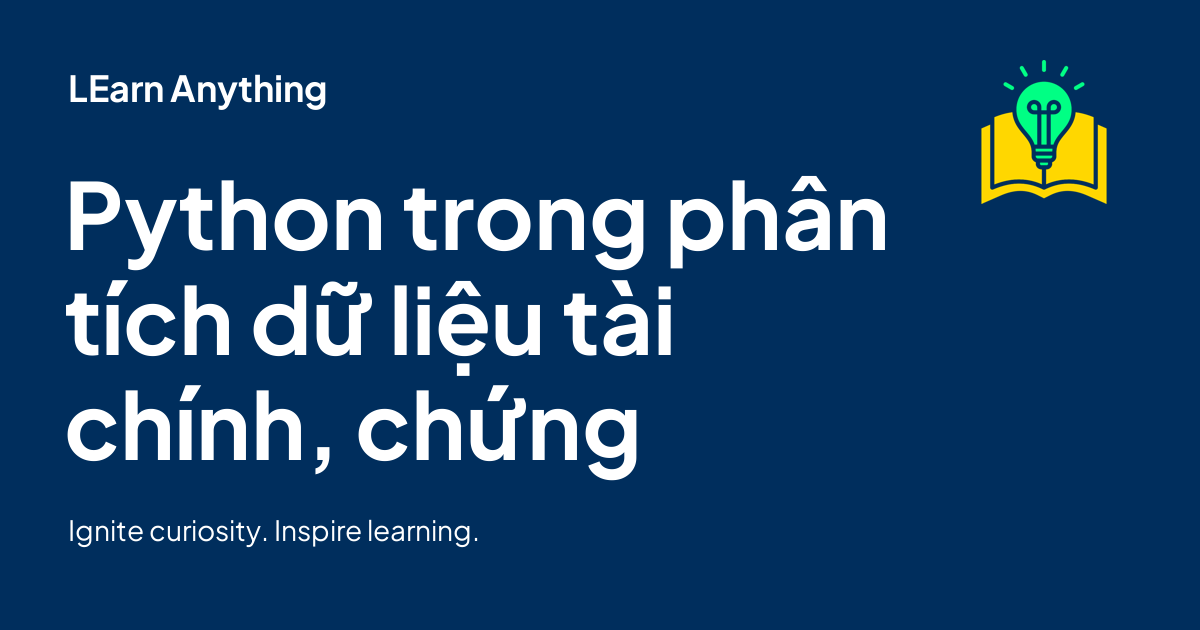 LEarn Anything
Python trong phân
tích dữ liệu tài
chính, chứng
Ignite curiosity. Inspire learning.